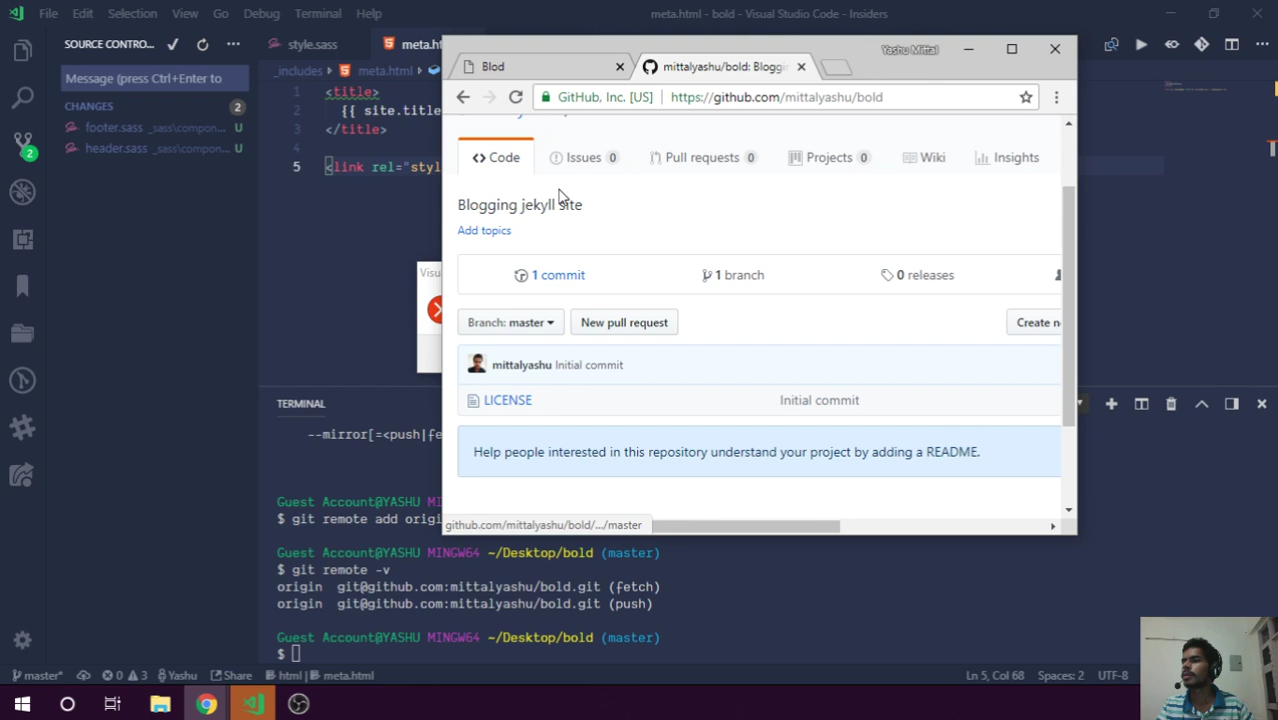 File Edit Selection View Go Debug Terminal Help
meta.html - bold - Visual Studio Code - Insiders
SOURCE CONTRO...
style.sass
meta.ht
Message (press Ctrl+Enter to
CHANGES
2
footer.sass _sass\compon... U
header.sass _sass\compon... U
2
_includes > meta.html >
1 <title>
2 {{ site.title
3 </title>
4
5 <link rel="styl
Visu
Yashu Mittal
Blod
mittalyashu/bold: Bloggi
GitHub, Inc. [US] https://github.com/mittalyashu/bold
<> Code
Issues 0
Pull requests 0
Projects 0
Wiki
Insights
Blogging jekyll site
Add topics
1 commit
1 branch
0 releases
Branch: master
New pull request
Create n
mittalyashu Initial commit
LICENSE
Initial commit
Help people interested in this repository understand your project by adding a README.
github.com/mittalyashu/bold/.../master
TERMINAL
--mirror[=<push|fe
Guest Account@YASHU MI
$ git remote add origi
Guest Account@YASHU MINGW64 ~/Desktop/bold (master)
$ git remote -v
origin git@github.com:mittalyashu/bold.git (fetch)
origin git@github.com:mittalyashu/bold.git (push)
Guest Account@YASHU MINGW64 ~/Desktop/bold (master)
$
master* 0 3 Yashu Share html | meta.html
Ln 5, Col 68 Spaces: 2 UTF-8